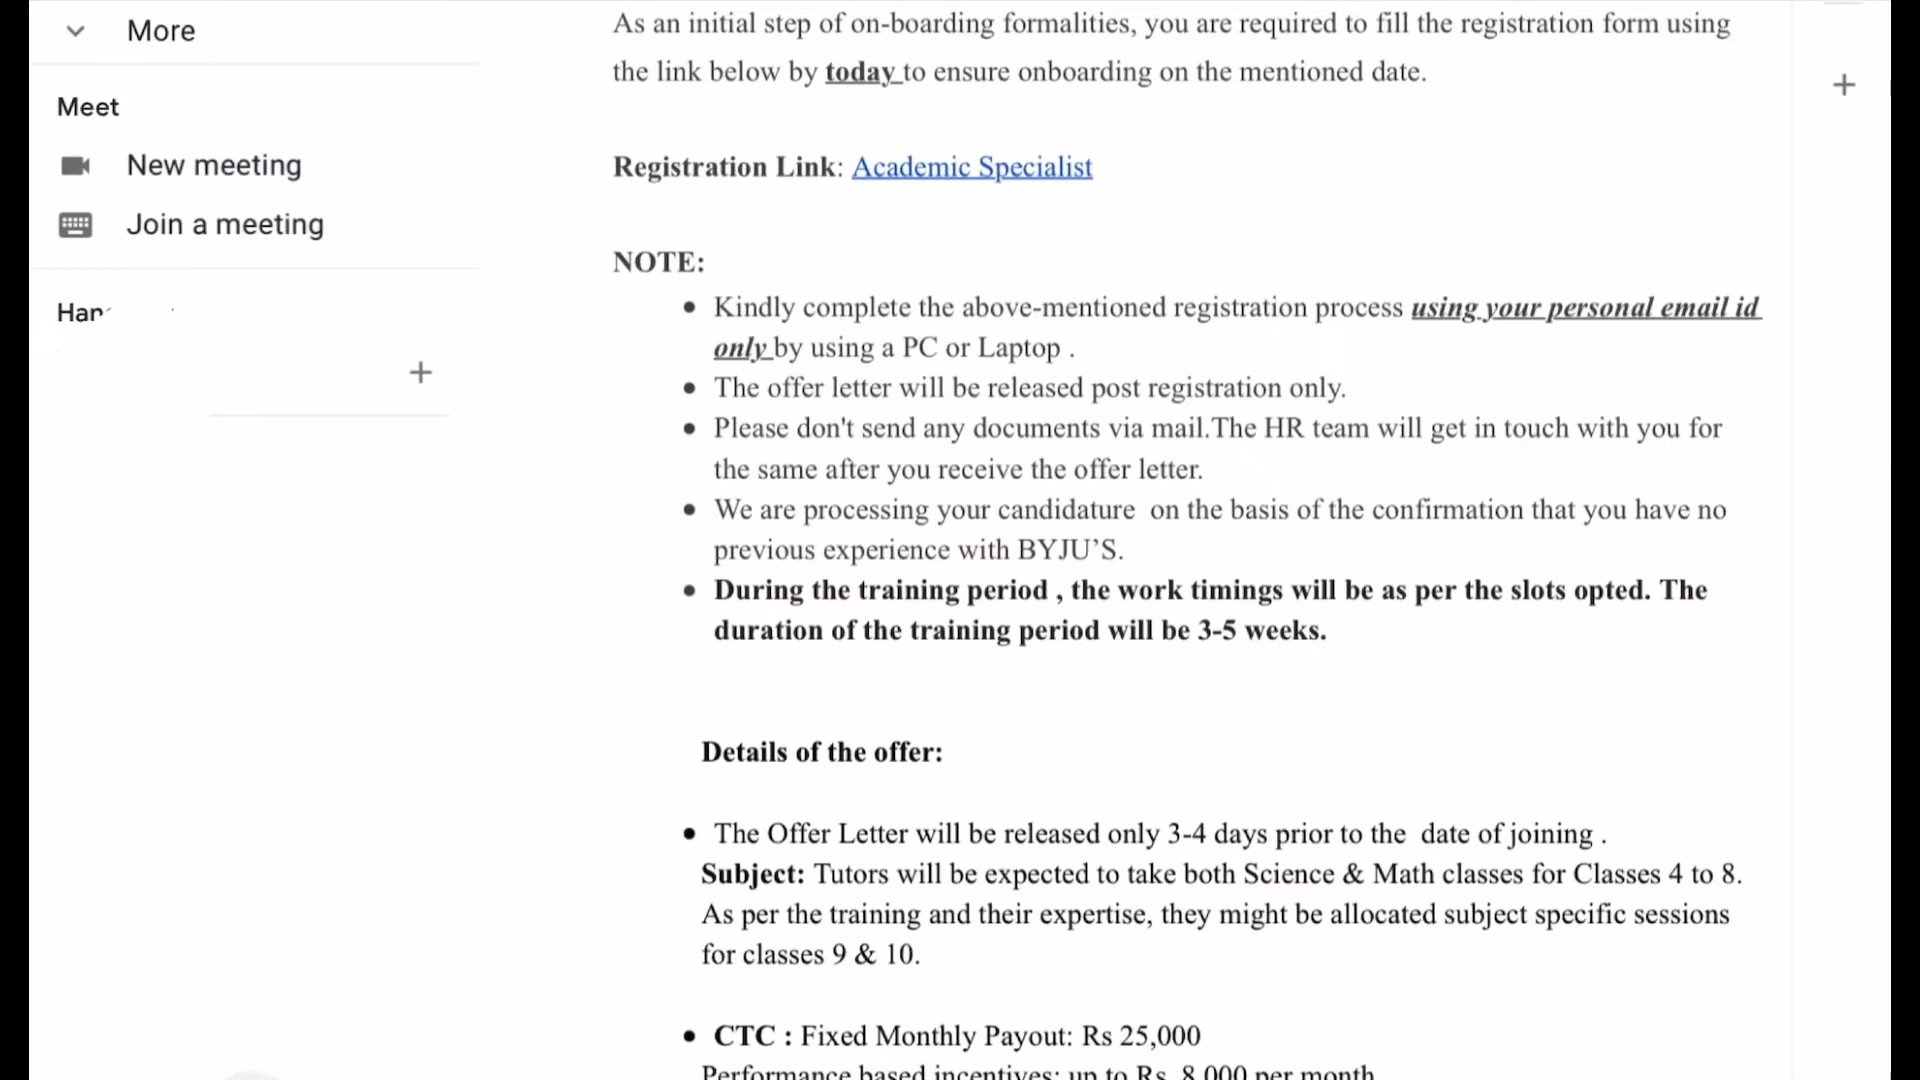 More
Meet
New meeting
Join a meeting
As an initial step of on-boarding formalities, you are required to fill the registration form using
the link below by today to ensure onboarding on the mentioned date.
Registration Link: Academic Specialist
NOTE:
Kindly complete the above-mentioned registration process using your personal email id
only by using a PC or Laptop .
The offer letter will be released post registration only.
Please don't send any documents via mail.The HR team will get in touch with you for
the same after you receive the offer letter.
We are processing your candidature on the basis of the confirmation that you have no
previous experience with BYJU’S.
During the training period , the work timings will be as per the slots opted. The
duration of the training period will be 3-5 weeks.
Details of the offer:
The Offer Letter will be released only 3-4 days prior to the date of joining .
Subject: Tutors will be expected to take both Science & Math classes for Classes 4 to 8.
As per the training and their expertise, they might be allocated subject specific sessions
for classes 9 & 10.
CTC : Fixed Monthly Payout: Rs 25,000
Performance based incentives: up to Rs. 8,000 per month